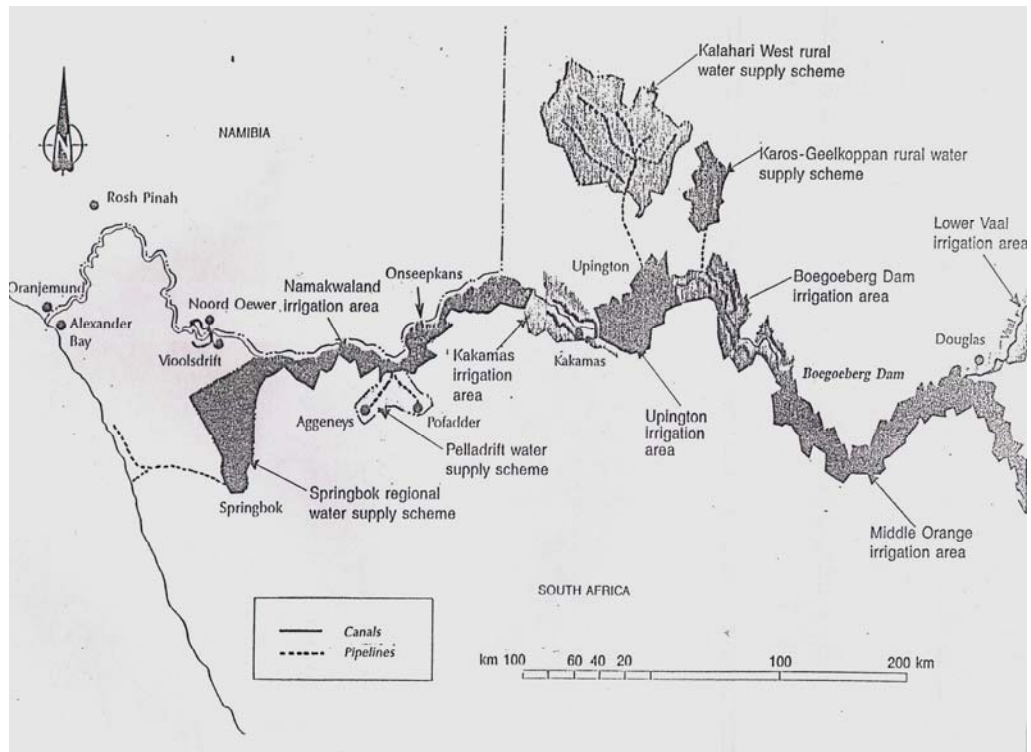 Kalahari West rural
water supply scheme
NAMIBIA
N
Karos-Geelkoppan rural water
supply scheme
Rosh Pinah
Lower Vaal
irrigation area
Oranjemund
Noord Oewer
Namakwaland
irrigation area
Onseepkans
Upington
Boegoeberg Dam
irrigation area
Alexander
Bay
Vioolsdrift
Kakamas
irrigation
area
Kakamas
Boegoeberg Dam
Douglas
Vaal
Aggeneys
Pofadder
Upington
irrigation
area
Pelladrift water
supply scheme
Springbok
Springbok regional
water supply scheme
Middle Orange
irrigation area
SOUTH AFRICA
Canals
Pipelines
km 100 60 40 20 100 200 km